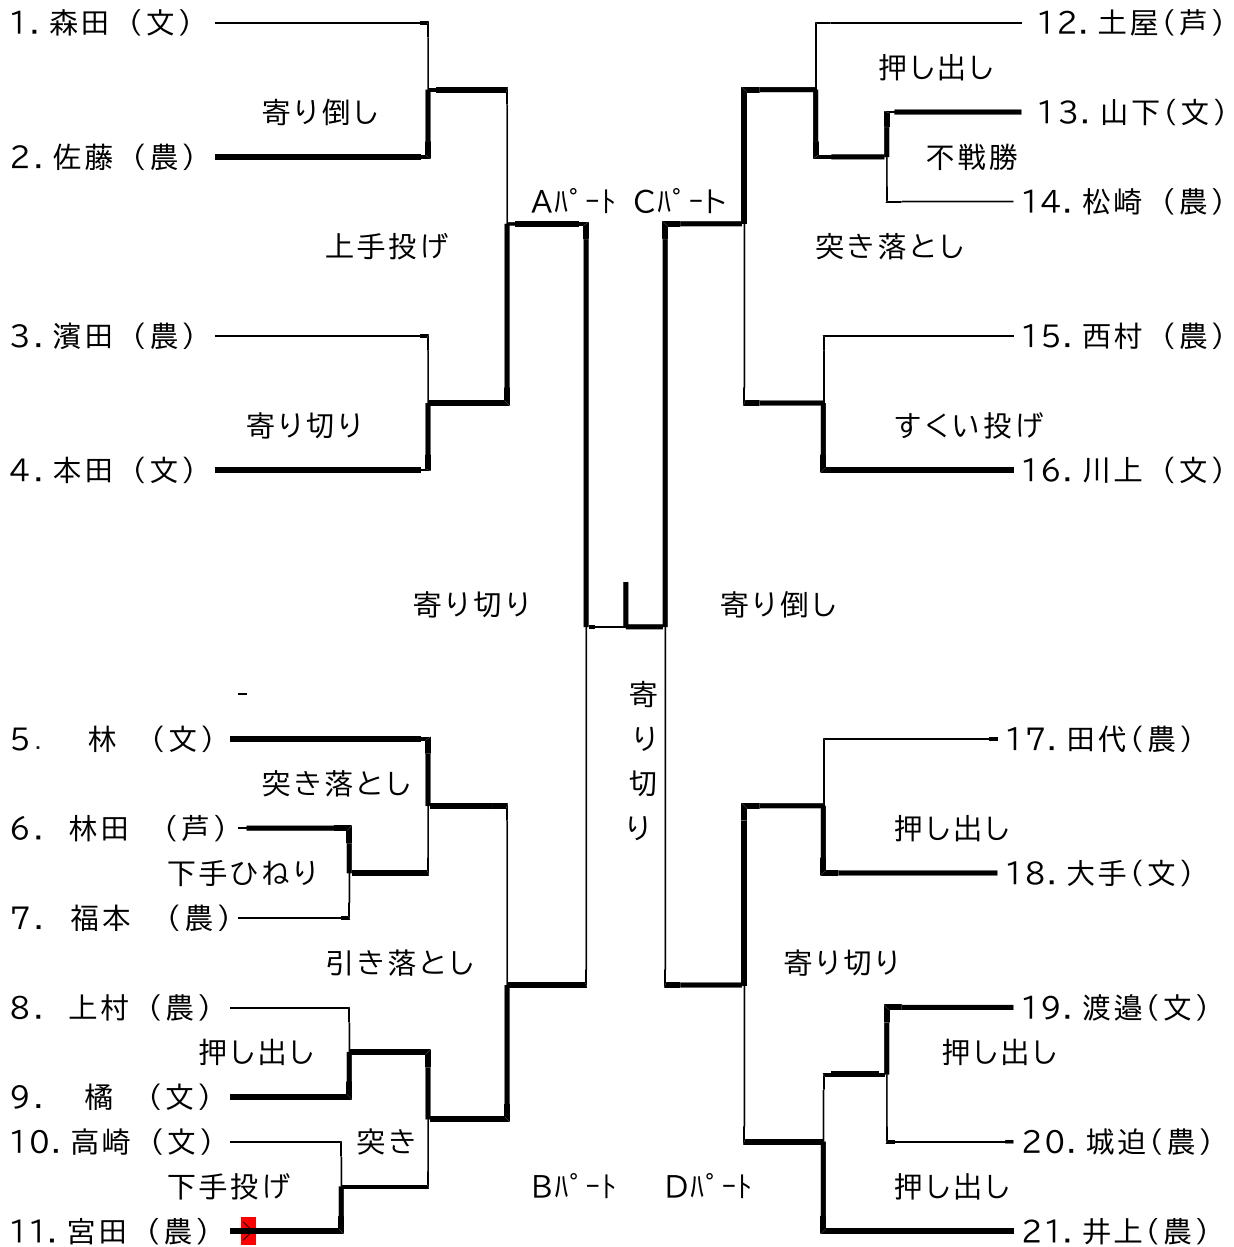 1.森田（文）
寄り倒し
2.佐藤（農）
Aﾊﾟｰﾄ
上手投げ
3.濱田（農）
寄り切り
4.本田（文）
寄り切り
5. 林 （文）
突き落とし
6. 林田 （芦）
下手ひねり
7. 福本 （農）
引き落とし
8. 上村（農）
押し出し
9. 橘 （文）
10.高崎（文）
突き
下手投げ
Bﾊﾟｰﾄ
11.宮田（農）
寄り切り
12.土屋（芦）
押し出し
13.山下（文）
不戦勝
Cﾊﾟｰﾄ
14.松崎（農）
突き落とし
15.西村（農）
すくい投げ
16.川上（文）
寄り倒し
17.田代（農）
押し出し
18.大手（文）
寄り切り
19.渡邉（文）
押し出し
20.城迫（農）
Dﾊﾟｰﾄ
押し出し
21.井上（農）